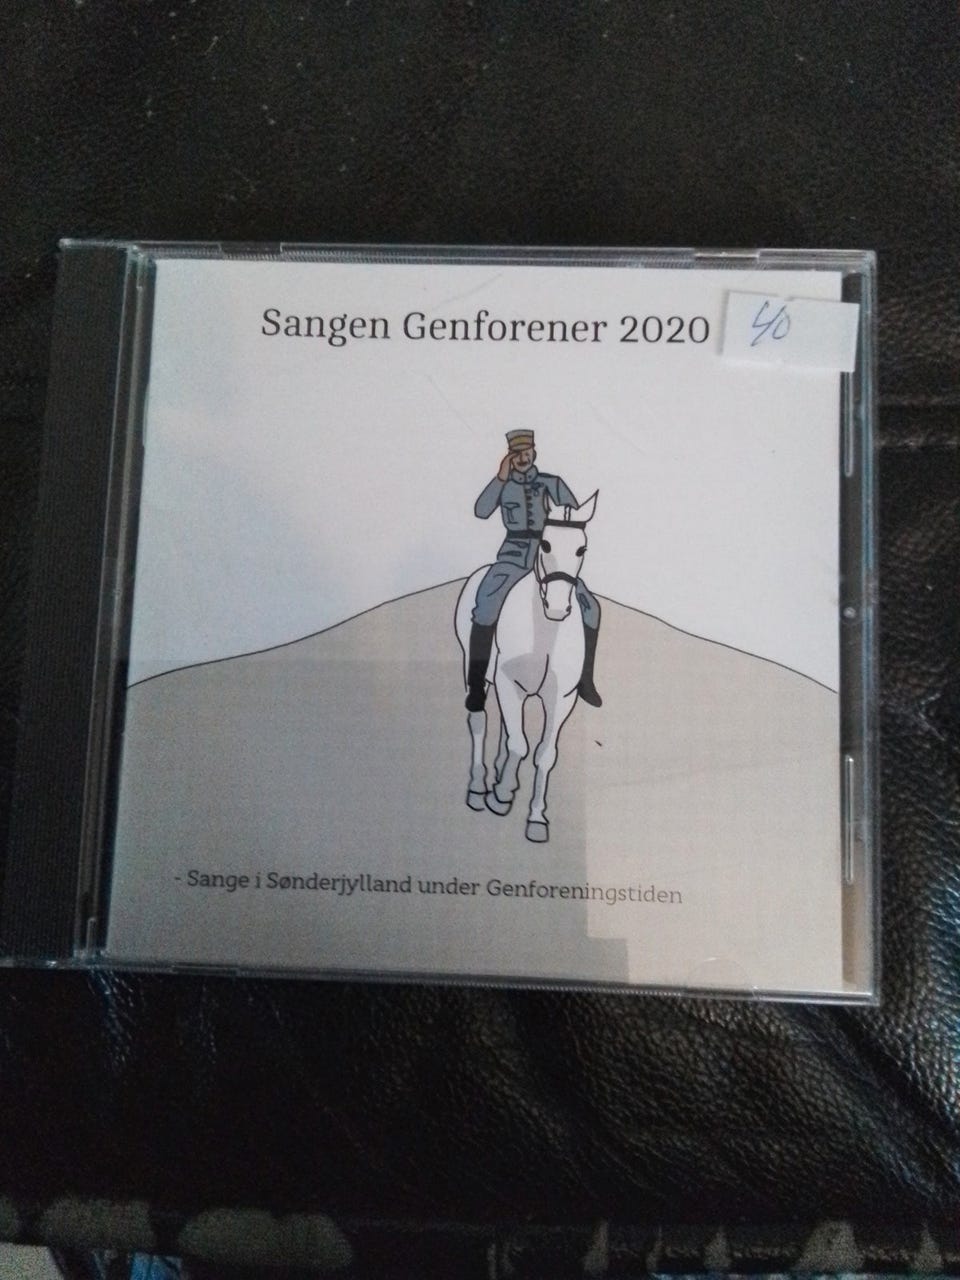 Sangen Genforener 2020
40
- Sange i Sønderjylland under Genforeningstiden